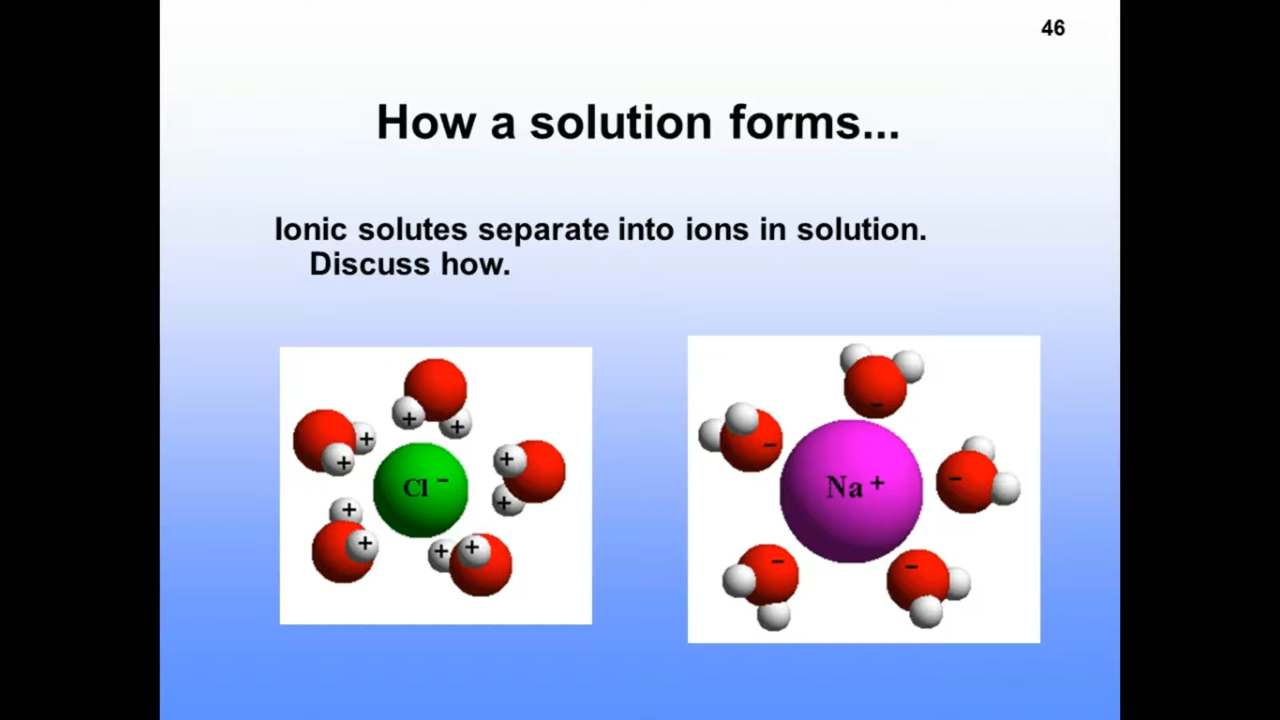 46
How a solution forms...
Ionic solutes separate into ions in solution.
Discuss how.
+ +
+ +
+ +
+ +
+ +
Cl −
−
−
−
−
−
Na +